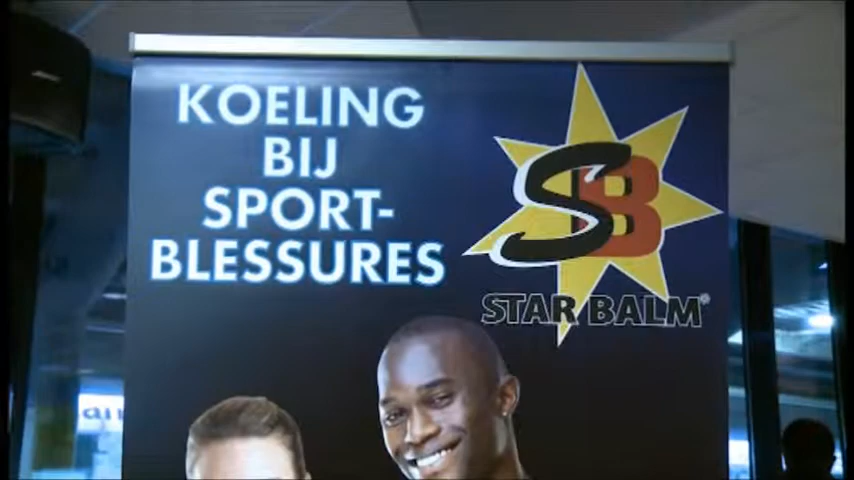 KOELING
BIJ
SPORT-
BLESSURES
SB
STAR BALM®